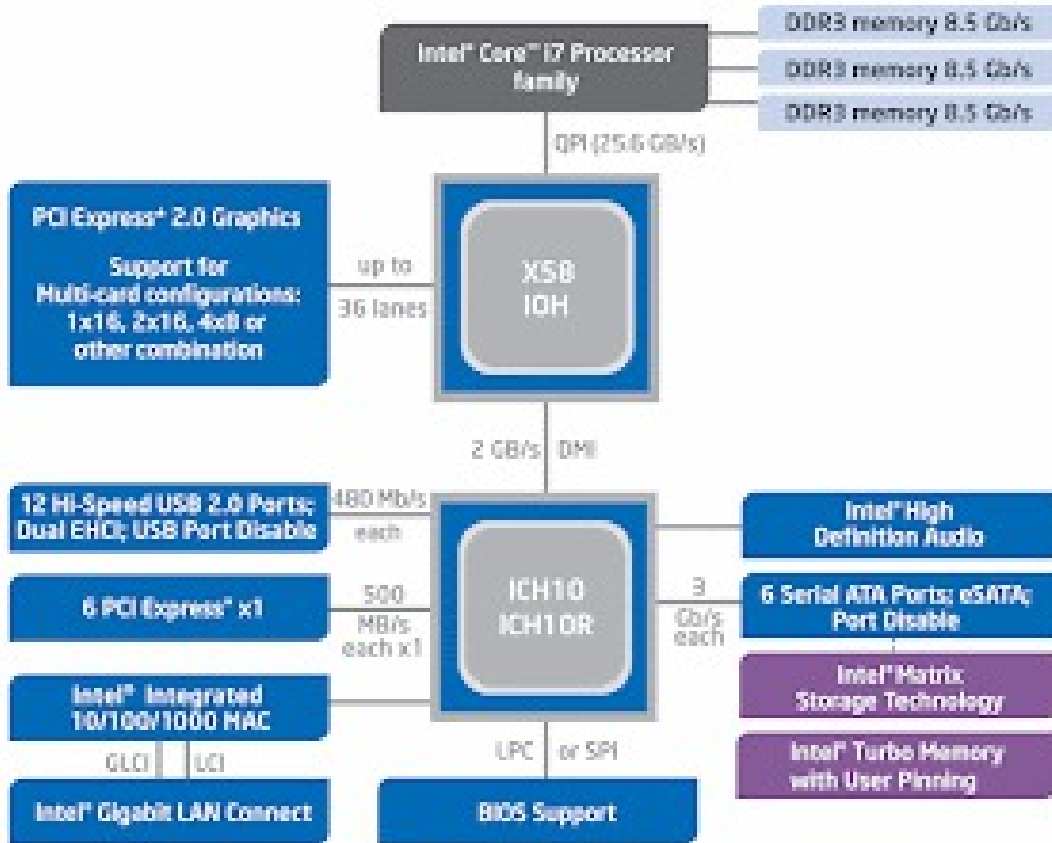 Intel® Core™ i7 Processor
family
DDR3 memory 8.5 Gb/s
DDR3 memory 8.5 Gb/s
DDR3 memory 8.5 Gb/s
QPI (25.6 GB/s)
PCI Express* 2.0 Graphics
Support for
Multi-card configurations:
1x16, 2x16, 4x8 or
other combination
up to
36 lanes
X58
IOH
2 GB/s DMI
12 Hi-Speed USB 2.0 Ports;
Dual EHCI; USB Port Disable
480 Mb/s
each
6 PCI Express* x1
500
MB/s
each x1
Intel® Integrated
10/100/1000 MAC
GLCI LCI
Intel® Gigabit LAN Connect
ICH10
ICH10R
LPC or SPI
BIOS Support
Intel® High
Definition Audio
3
Gb/s
each
6 Serial ATA Ports; eSATA;
Port Disable
Intel® Matrix
Storage Technology
Intel® Turbo Memory
with User Pinning